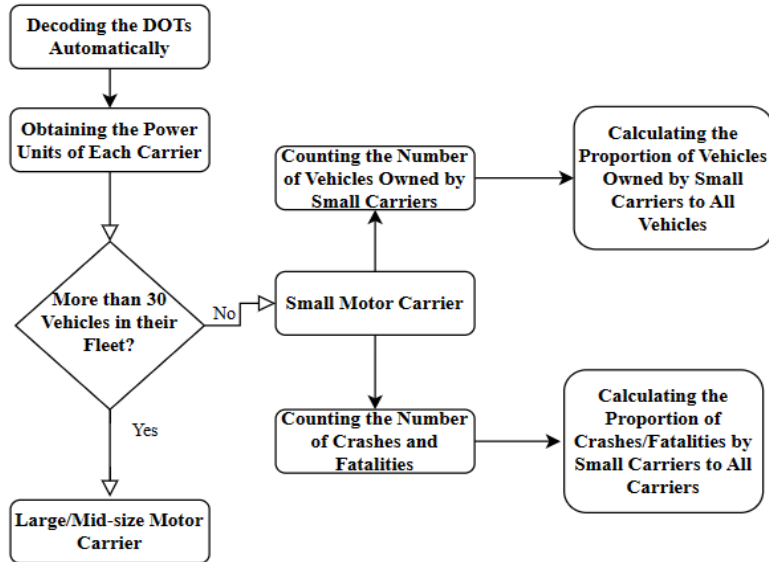 Decoding the DOTs
Automatically
Obtaining the Power
Units of Each Carrier
More than 30
Vehicles in their
Fleet?
No
Yes
Large/Mid-size Motor
Carrier
Small Motor Carrier
Counting the Number
of Vehicles Owned by
Small Carriers
Calculating the
Proportion of Vehicles
Owned by Small
Carriers to All
Vehicles
Counting the Number
of Crashes and
Fatalities
Calculating the
Proportion of
Crashes/Fatalities by
Small Carriers to All
Carriers